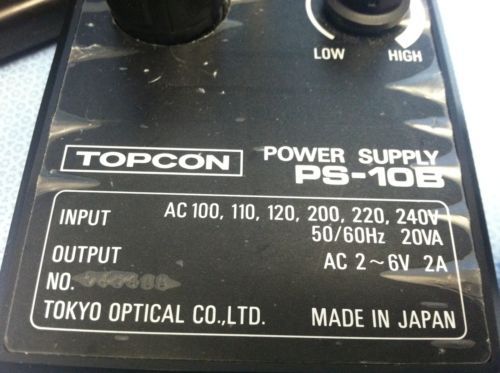 LOW HIGH
TOPCON POWER SUPPLY
PS-10B
INPUT AC 100, 110, 120, 200, 220, 240V
50/60Hz 20VA
OUTPUT AC 2~6V 2A
NO.
TOKYO OPTICAL CO.,LTD. MADE IN JAPAN